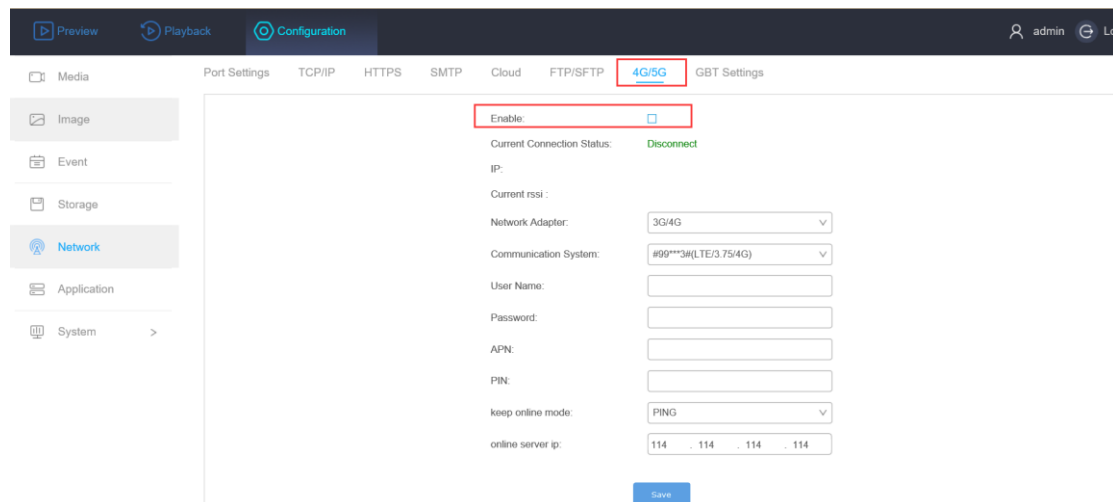 Preview Playback Configuration admin Lo
Media
Image
Event
Storage
Network
Application
System >
Port Settings TCP/IP HTTPS SMTP Cloud FTP/SFTP 4G/5G GBT Settings
Enable:
Current Connection Status: Disconnect
IP:
Current rssi :
Network Adapter: 3G/4G
Communication System: #99***3#(LTE/3.75/4G)
User Name:
Password:
APN:
PIN:
keep online mode: PING
online server ip: 114 . 114 . 114 . 114
Save